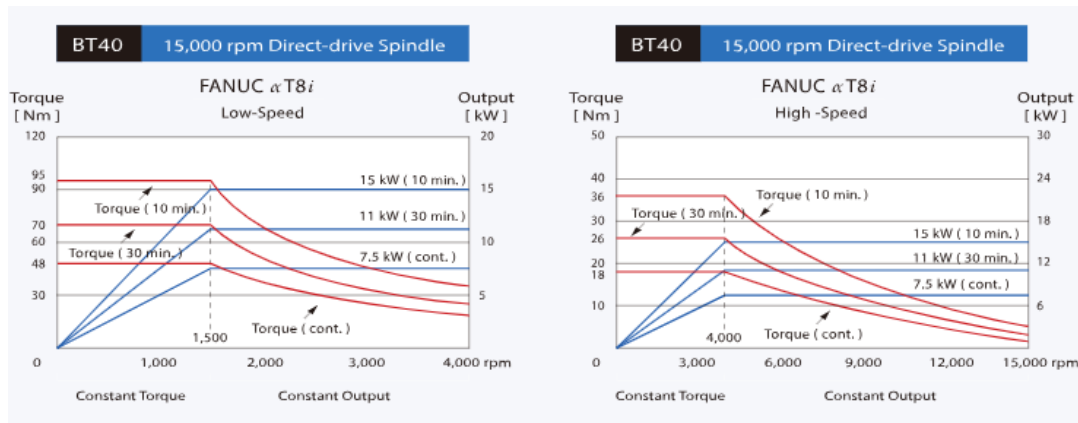 BT40 15,000 rpm Direct-drive Spindle
FANUC αT8i
Low-Speed
Torque
[ Nm ]
Output
[ kW ]
120
95
90
70
60
48
30
20
15
10
5
15 kW ( 10 min. )
Torque ( 10 min. )
11 kW ( 30 min. )
Torque ( 30 min. )
7.5 kW ( cont. )
Torque ( cont. )
1,500
0 1,000 2,000 3,000 4,000 rpm
Constant Torque Constant Output
BT40 15,000 rpm Direct-drive Spindle
FANUC αT8i
High -Speed
Torque
[ Nm ]
Output
[ kW ]
50
40
36
30
26
20
18
10
30
24
22
18
12
6
Torque ( 10 min. )
Torque ( 30 min. )
15 kW ( 10 min. )
11 kW ( 30 min. )
7.5 kW ( cont. )
Torque ( cont. )
4,000
0 3,000 6,000 9,000 12,000 15,000 rpm
Constant Torque Constant Output